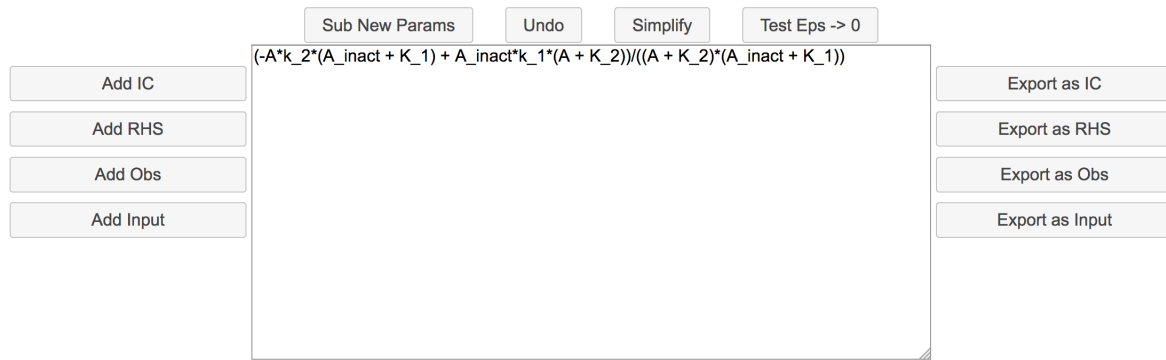 Sub New Params Undo Simplify Test Eps -> 0
(-A*k_2*(A_inact + K_1) + A_inact*k_1*(A + K_2))/((A + K_2)*(A_inact + K_1))
Add IC
Add RHS
Add Obs
Add Input
Export as IC
Export as RHS
Export as Obs
Export as Input